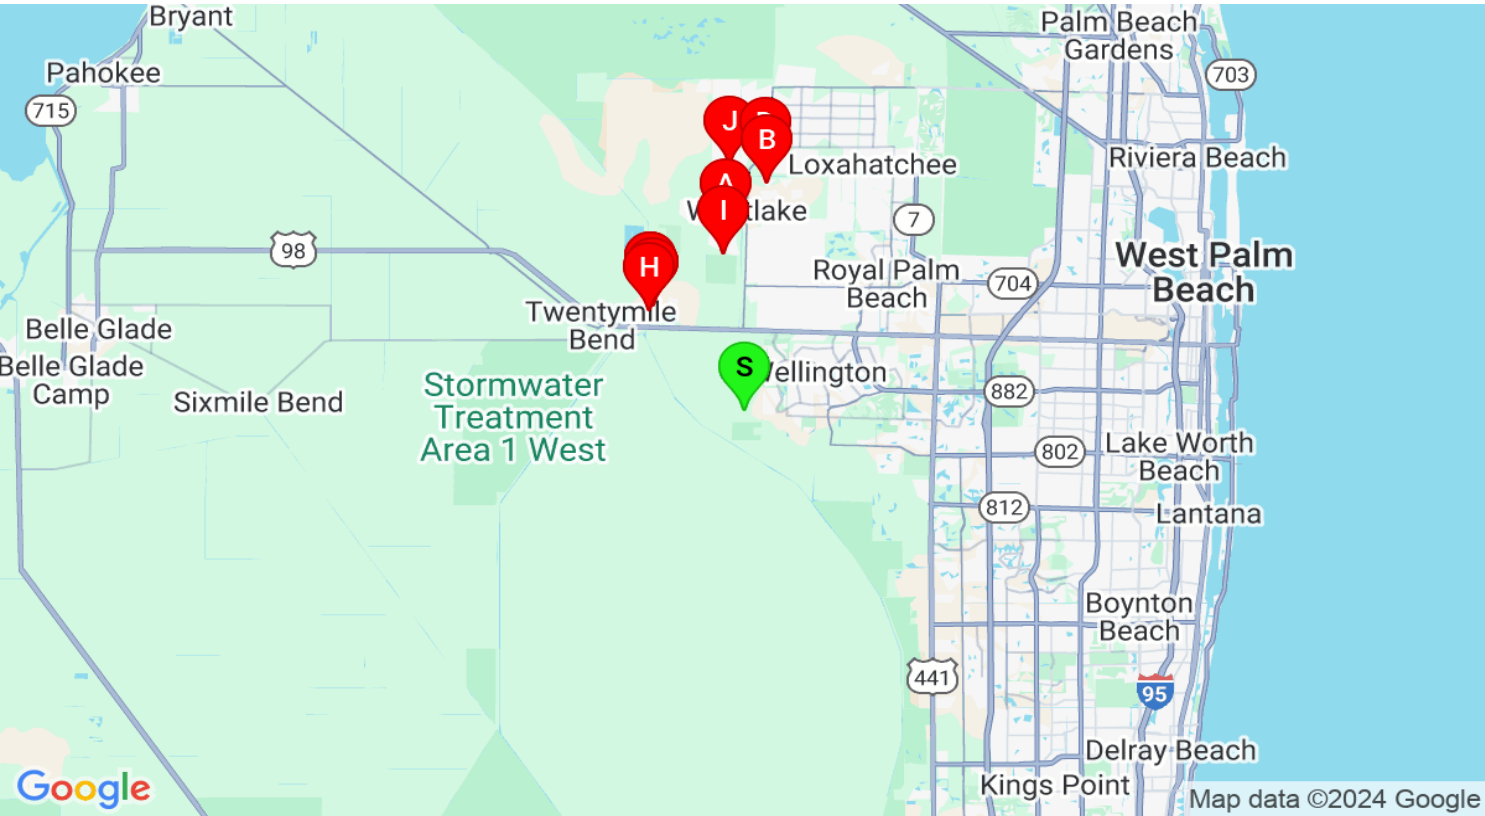 Bryant
Palm Beach
Gardens
Pahokee
703
715
J
B
Riviera Beach
Loxahatchee
A
I
7
98
West Palm
Beach
Royal Palm
Beach
704
H
Twentymile
Bend
Belle Glade
S
Belle Glade
Camp
Stormwater
Treatment
Area 1 West
882
Sixmile Bend
802
Lake Worth
Beach
812
Lantana
Boynton
Beach
441
95
Delray Beach
Kings Point
Google
Map data ©2024 Google